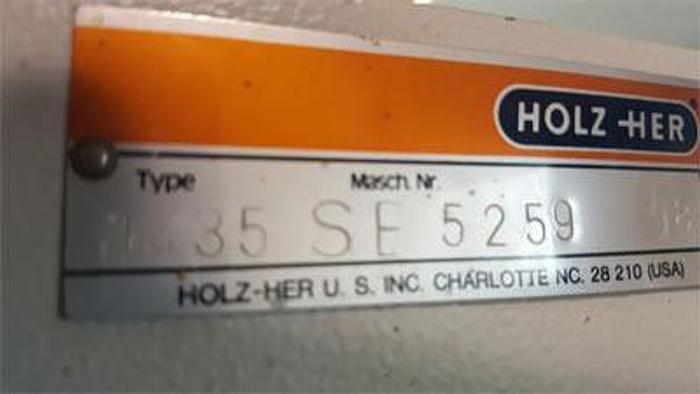 HOLZ-HER
Type Masch. Nr.
35 SE 5259
HOLZ-HER U. S. INC. CHARLOTTE NC. 28 210 (USA)